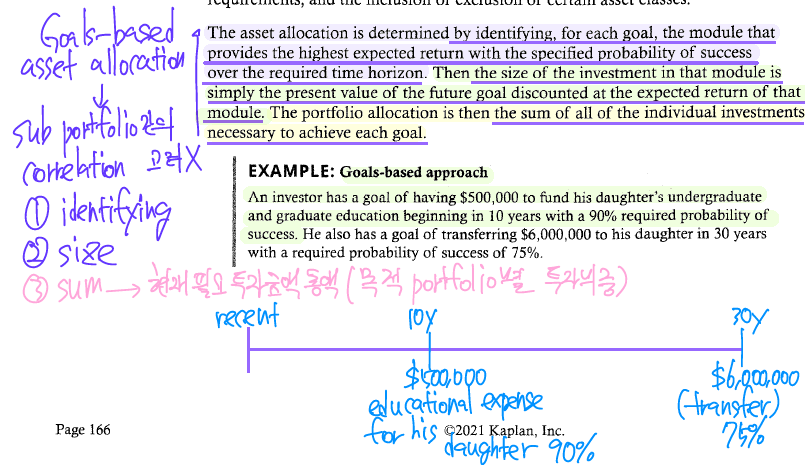 requirements, and the inclusion or exclusion of certain asset classes.
The asset allocation is determined by identifying, for each goal, the module that
provides the highest expected return with the specified probability of success
over the required time horizon. Then the size of the investment in that module is
simply the present value of the future goal discounted at the expected return of that
module. The portfolio allocation is then the sum of all of the individual investments
necessary to achieve each goal.
Goals-based
asset allocation
↓
sub portfolio간의
correlation 고려X
① identifying
② size
③ sum → 현재 필요 투자금액 총액 (목적 portfolio별 투자비중)
EXAMPLE: Goals-based approach
An investor has a goal of having $500,000 to fund his daughter's undergraduate
and graduate education beginning in 10 years with a 90% required probability of
success. He also has a goal of transferring $6,000,000 to his daughter in 30 years
with a required probability of success of 75%.
recent 10y 30y
$500,000
educational expense
for his daughter 90%
$6,000,000
(transfer)
75%
Page 166 ©2021 Kaplan, Inc.